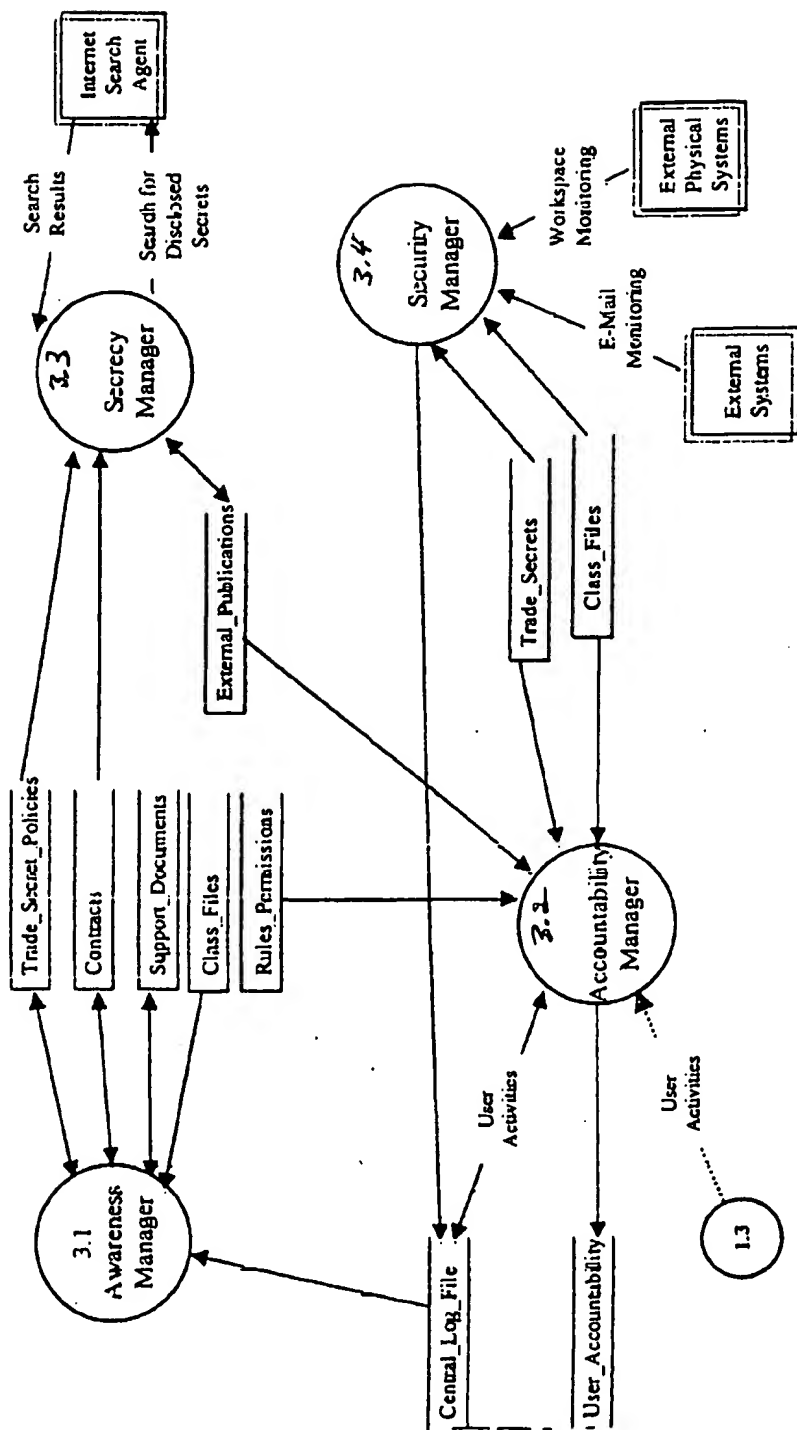 3.1
Awareness
Manager
Trade_Secret_Policies
Contracts
Support_Documents
Class_Files
Rules_Permissions
External_Publications
3.3
Secrecy
Manager
Search
Results
Search for
Disclosed
Secrets
Internet
Search
Agent
Central_Log_File
User
Activities
User_Accountability
User
Activities
1.3
3.2
Accountability
Manager
Trade_Secrets
Class_Files
3.4
Security
Manager
E-Mail
Monitoring
Workspace
Monitoring
External
Systems
External
Physical
Systems